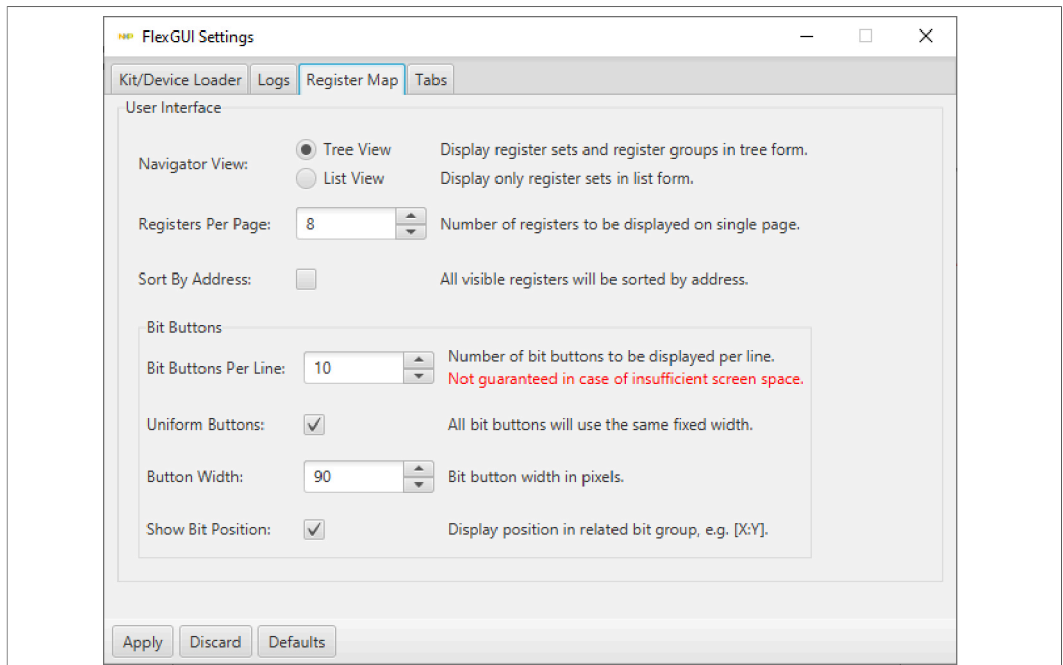 NXP FlexGUI Settings
Kit/Device Loader Logs Register Map Tabs
User Interface
Navigator View:
Tree View Display register sets and register groups in tree form.
List View Display only register sets in list form.
Registers Per Page: 8 Number of registers to be displayed on single page.
Sort By Address: All visible registers will be sorted by address.
Bit Buttons
Bit Buttons Per Line: 10 Number of bit buttons to be displayed per line.
Not guaranteed in case of insufficient screen space.
Uniform Buttons: All bit buttons will use the same fixed width.
Button Width: 90 Bit button width in pixels.
Show Bit Position: Display position in related bit group, e.g. [X:Y].
Apply Discard Defaults